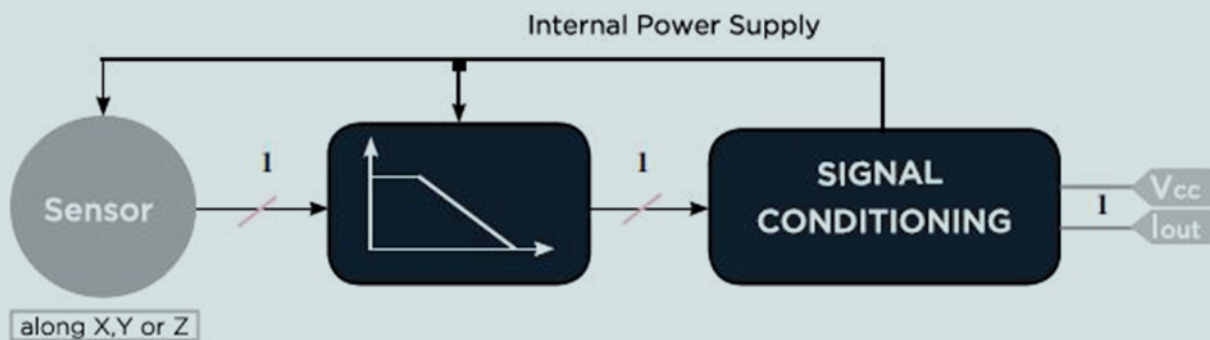 Internal Power Supply
Sensor
1
1
SIGNAL
CONDITIONING
1
Vcc
Iout
along X,Y or Z